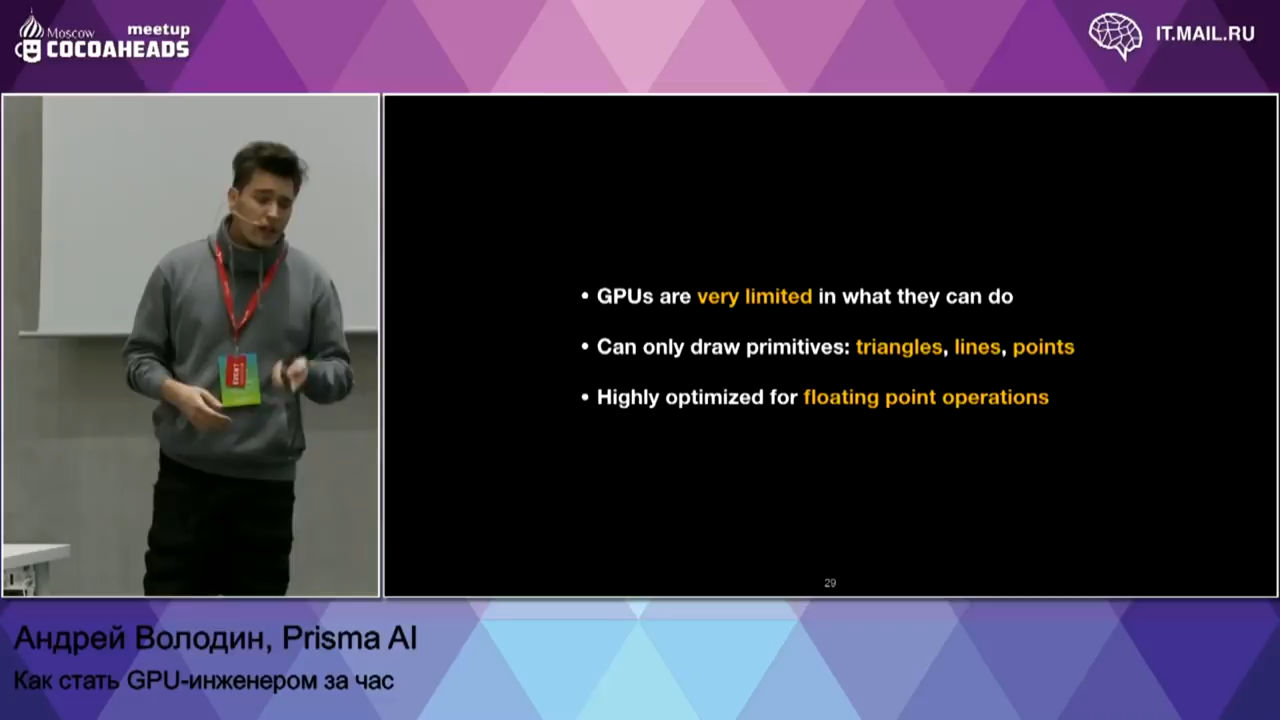 Moscow meetup
COCOAHEADS
IT.MAIL.RU
• GPUs are very limited in what they can do
• Can only draw primitives: triangles, lines, points
• Highly optimized for floating point operations
29
Андрей Володин, Prisma AI
Как стать GPU-инженером за час